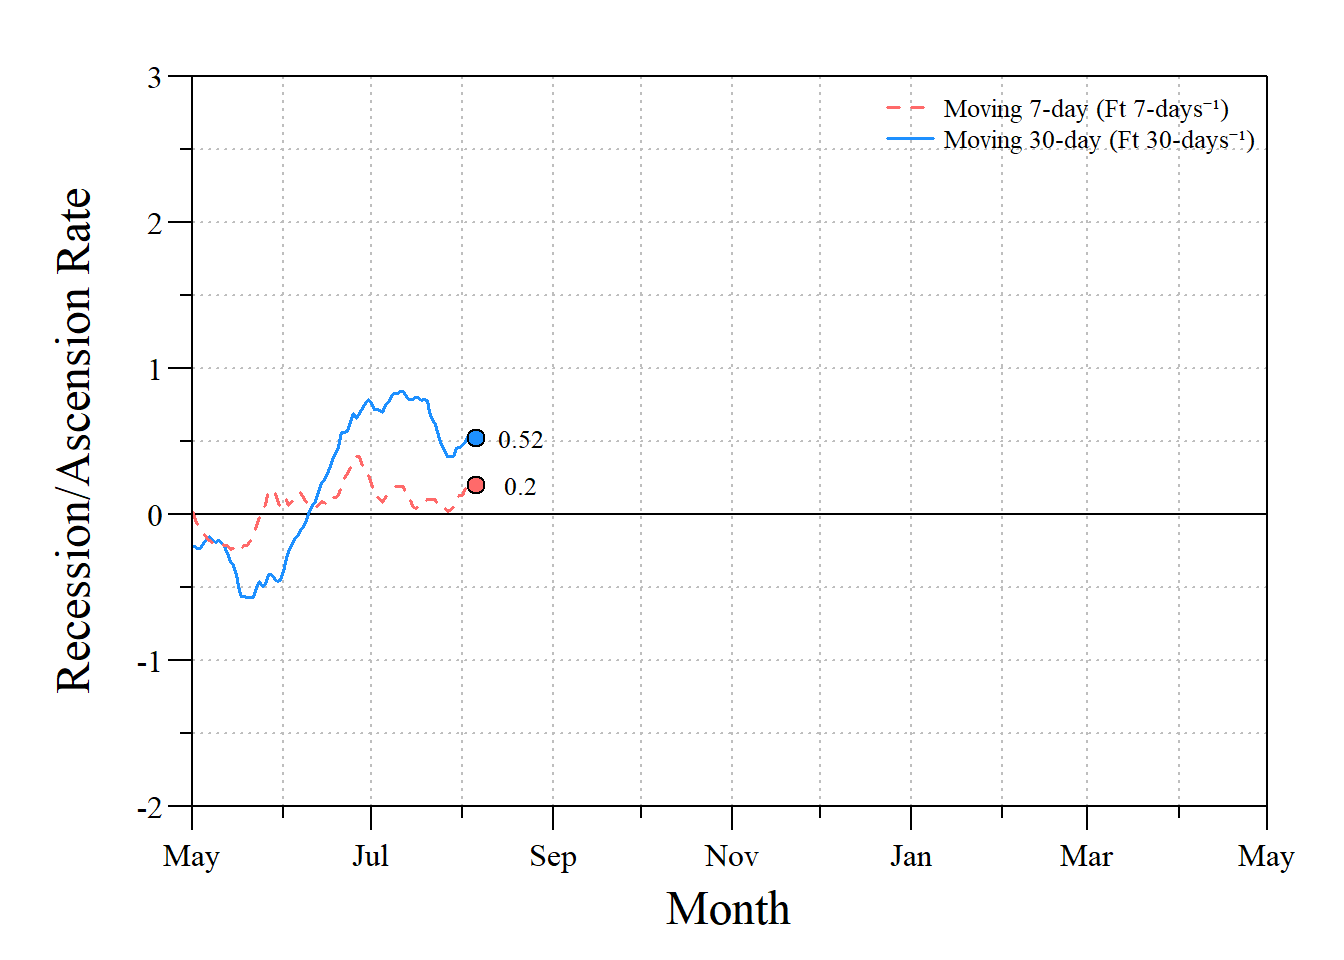 3
Moving 7-day (Ft 7-days⁻¹)
Moving 30-day (Ft 30-days⁻¹)
2
1
0.52
0.2
0
-1
-2
Recession/Ascension Rate
May Jul Sep Nov Jan Mar May
Month